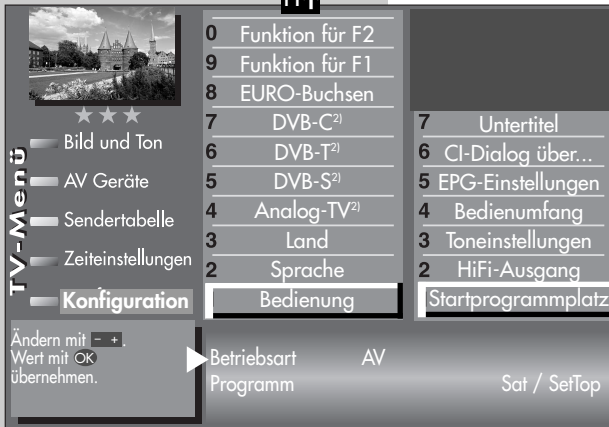 TV-Menü
Bild und Ton
AV Geräte
Sendertabelle
Zeiteinstellungen
Konfiguration
0 Funktion für F2
9 Funktion für F1
8 EURO-Buchsen
7 DVB-C2)
6 DVB-T2)
5 DVB-S2)
4 Analog-TV2)
3 Land
2 Sprache
Bedienung
7 Untertitel
6 CI-Dialog über...
5 EPG-Einstellungen
4 Bedienumfang
3 Toneinstellungen
2 HiFi-Ausgang
Startprogrammplatz
Ändern mit - + .
Wert mit OK
übernehmen.
Betriebsart AV
Programm Sat / SetTop